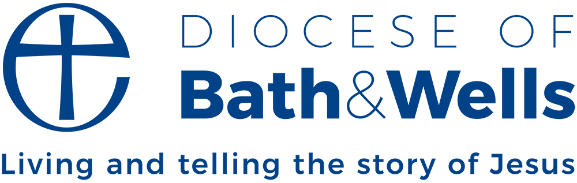 DIOCESE OF
Bath&Wells
Living and telling the story of Jesus